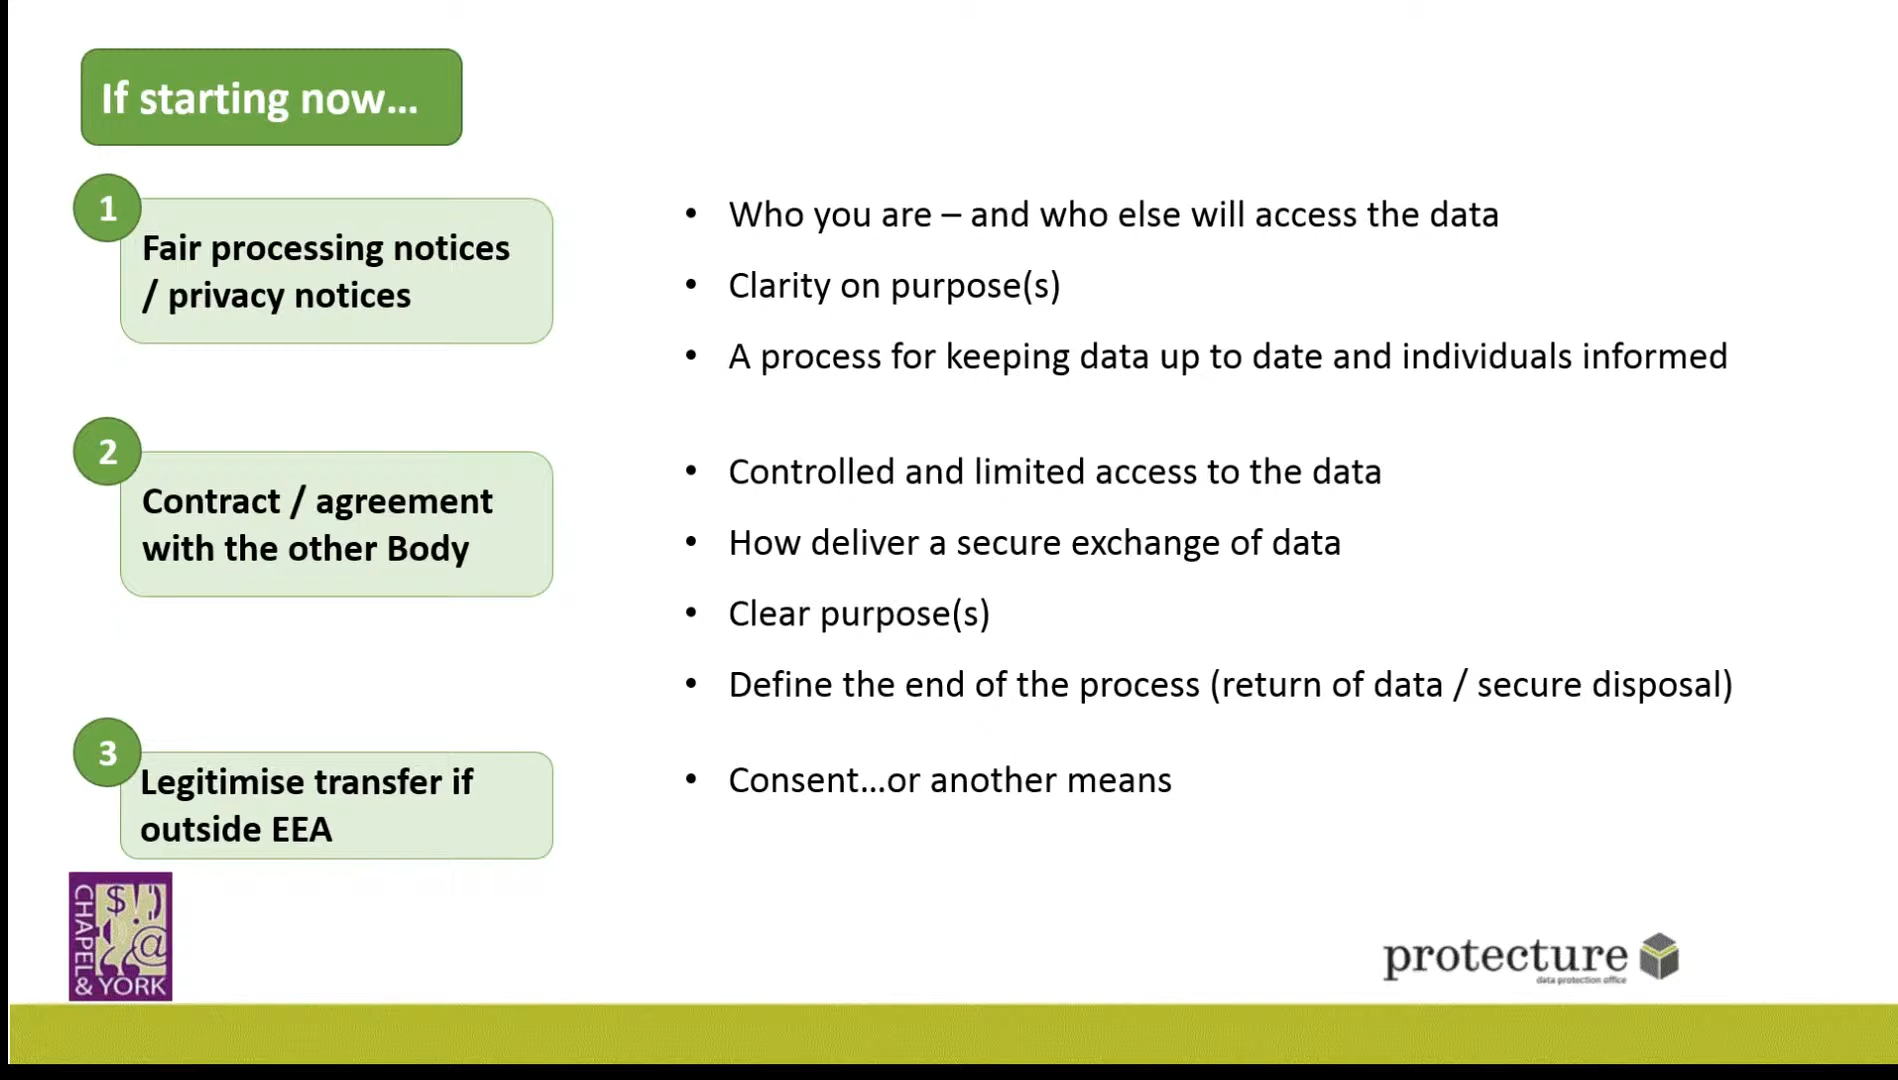 If starting now...
1
Fair processing notices
/ privacy notices
• Who you are – and who else will access the data
• Clarity on purpose(s)
• A process for keeping data up to date and individuals informed
2
Contract / agreement
with the other Body
• Controlled and limited access to the data
• How deliver a secure exchange of data
• Clear purpose(s)
• Define the end of the process (return of data / secure disposal)
3
Legitimise transfer if
outside EEA
• Consent...or another means
CHAPEL
& YORK
protecture
data protection office